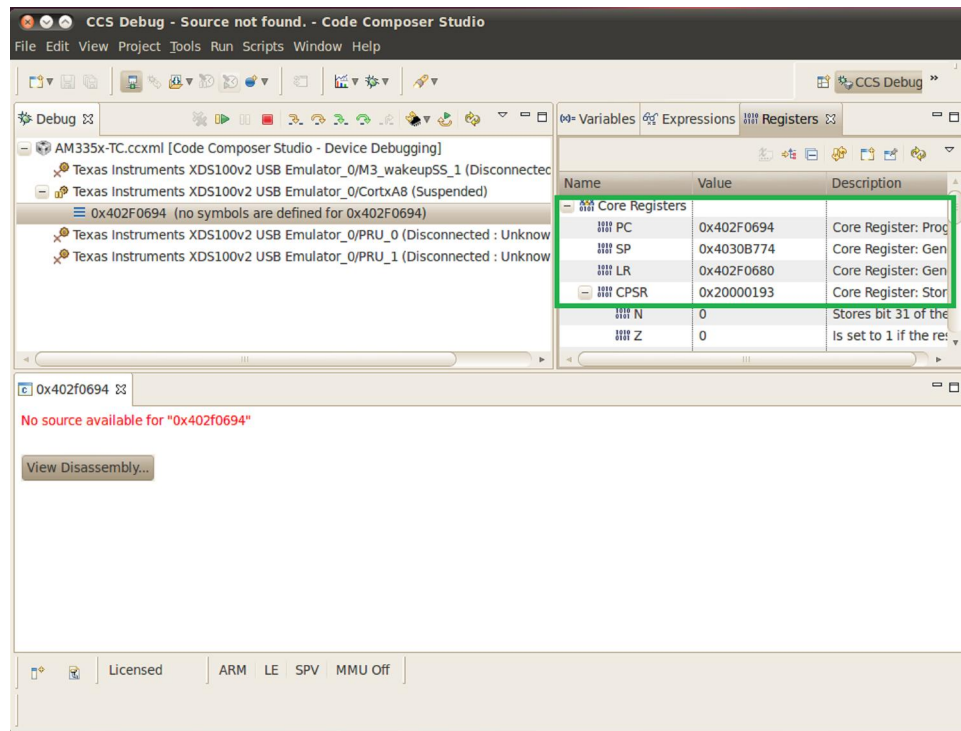 CCS Debug - Source not found. - Code Composer Studio
File Edit View Project Tools Run Scripts Window Help
CCS Debug »
Debug
AM335x-TC.ccxml [Code Composer Studio - Device Debugging]
Texas Instruments XDS100v2 USB Emulator_0/M3_wakeupSS_1 (Disconnected
Texas Instruments XDS100v2 USB Emulator_0/CortxA8 (Suspended)
0x402F0694 (no symbols are defined for 0x402F0694)
Texas Instruments XDS100v2 USB Emulator_0/PRU_0 (Disconnected : Unknow
Texas Instruments XDS100v2 USB Emulator_0/PRU_1 (Disconnected : Unknow
(x)= Variables Expressions Registers
Name Value Description
Core Registers
PC 0x402F0694 Core Register: Prog
SP 0x4030B774 Core Register: Gen
LR 0x402F0680 Core Register: Gen
CPSR 0x20000193 Core Register: Stor
N 0 Stores bit 31 of the
Z 0 Is set to 1 if the res
0x402f0694
No source available for "0x402f0694"
View Disassembly...
Licensed ARM LE SPV MMU Off